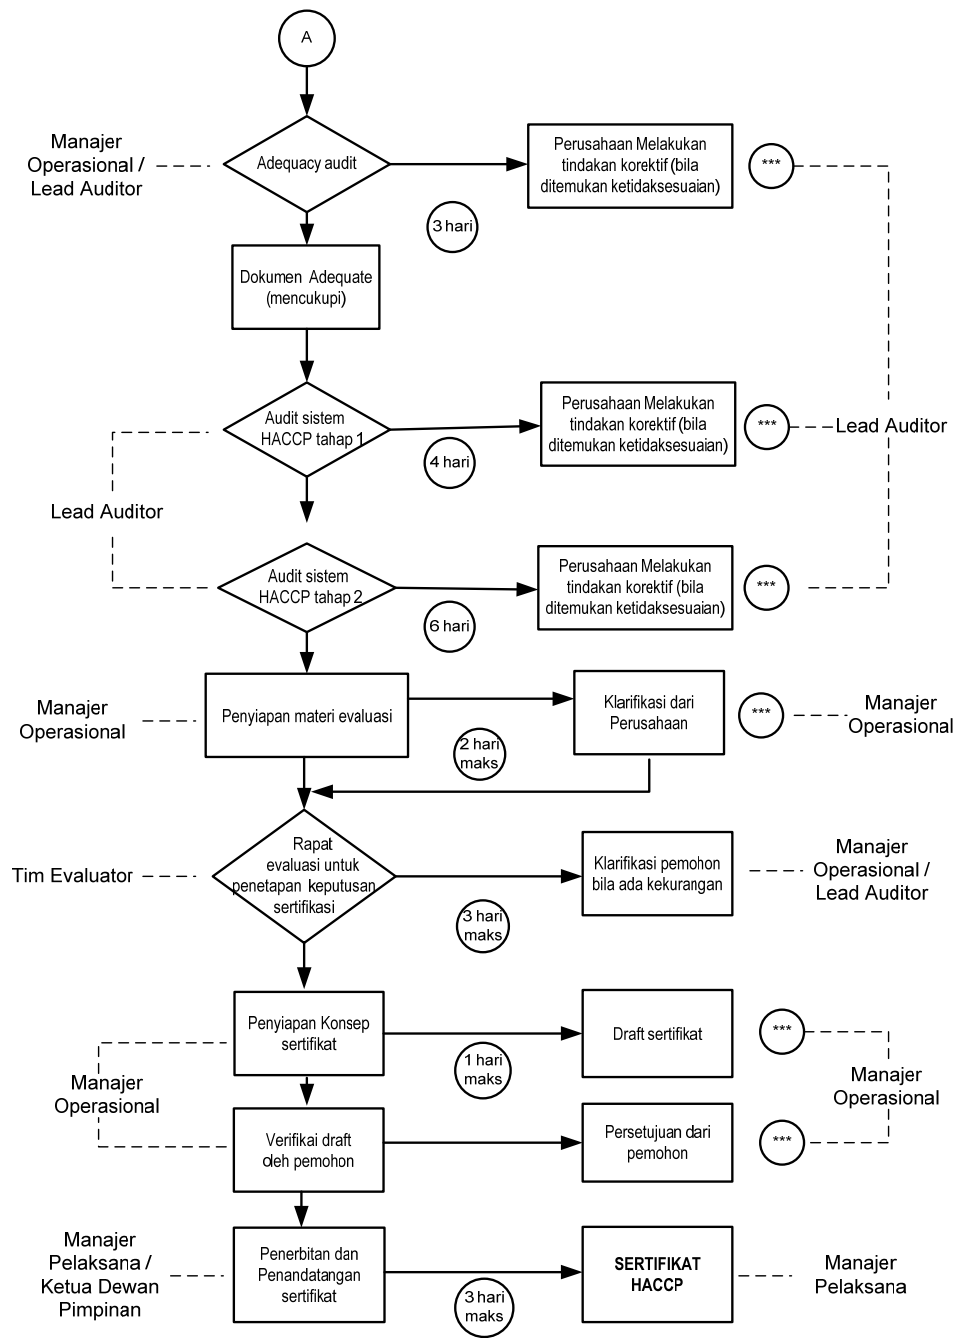 A
Manajer
Operasional /
Lead Auditor
Adequacy audit
Perusahaan Melakukan
tindakan korektif (bila
ditemukan ketidaksesuaian)
***
3 hari
Dokumen Adequate
(mencukupi)
Audit sistem
HACCP tahap 1
Perusahaan Melakukan
tindakan korektif (bila
ditemukan ketidaksesuaian)
***
Lead Auditor
4 hari
Lead Auditor
Audit sistem
HACCP tahap 2
Perusahaan Melakukan
tindakan korektif (bila
ditemukan ketidaksesuaian)
***
6 hari
Manajer
Operasional
Penyiapan materi evaluasi
Klarifikasi dari
Perusahaan
***
Manajer
Operasional
2 hari
maks
Tim Evaluator
Rapat
evaluasi untuk
penetapan keputusan
sertifikasi
Klarifikasi pemohon
bila ada kekurangan
Manajer
Operasional /
Lead Auditor
3 hari
maks
Penyiapan Konsep
sertifikat
Draft sertifikat
***
1 hari
maks
Manajer
Operasional
Manajer
Operasional
Verifikai draft
oleh pemohon
Persetujuan dari
pemohon
***
Manajer
Pelaksana /
Ketua Dewan
Pimpinan
Penerbitan dan
Penandatangan
sertifikat
SERTIFIKAT
HACCP
Manajer
Pelaksana
3 hari
maks